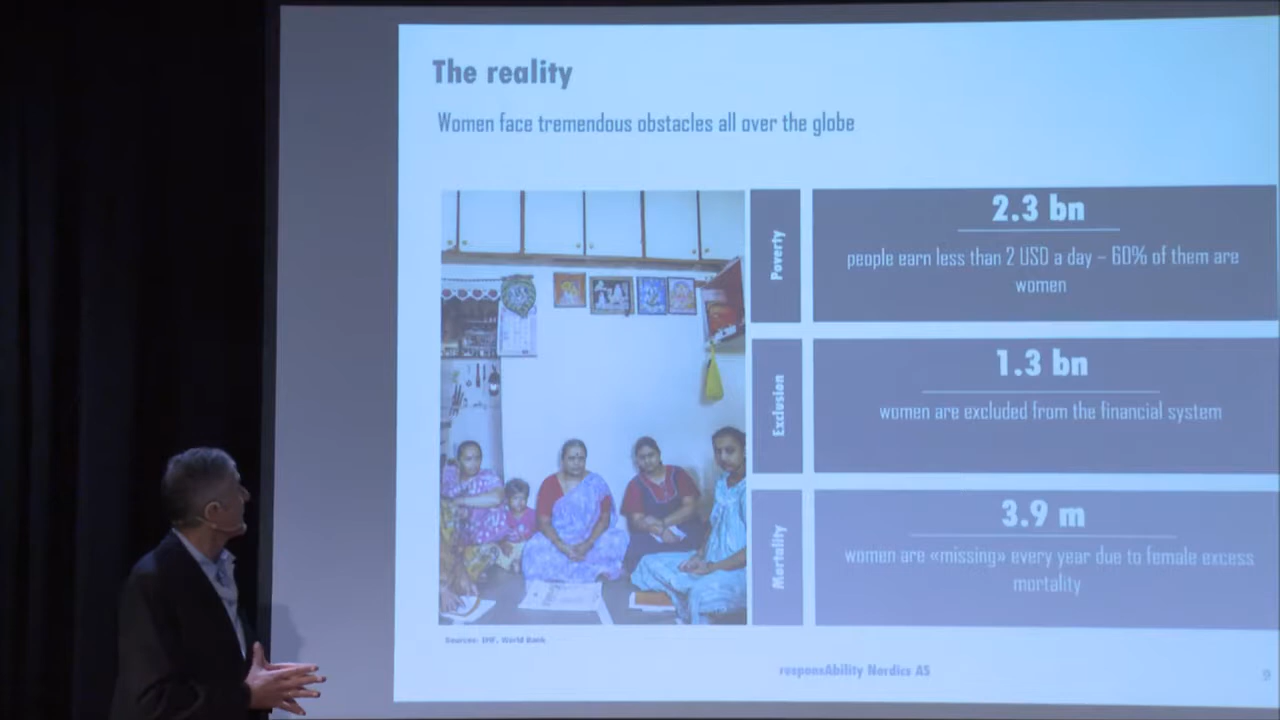 The reality
Women face tremendous obstacles all over the globe
Poverty
2.3 bn
people earn less than 2 USD a day – 60% of them are
women
Exclusion
1.3 bn
women are excluded from the financial system
Mortality
3.9 m
women are «missing» every year due to female excess
mortality
Sources: IMF, World Bank
responsAbility Nordics AS
9